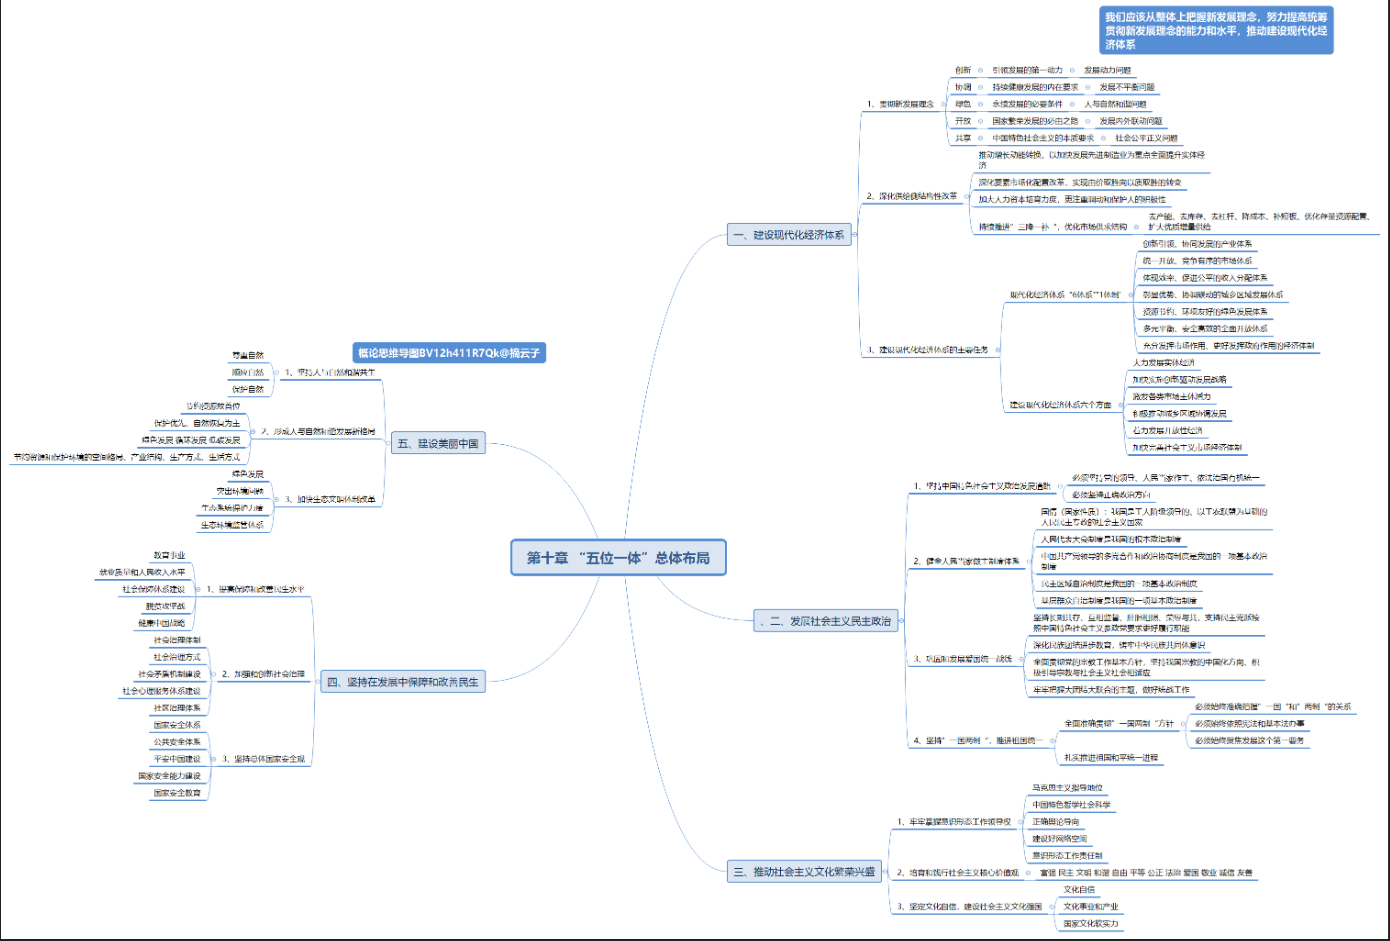 我们应该从整体上把握新发展理念，努力提高统筹
贯彻新发展理念的能力和水平，推动建设现代化经
济体系
第十章 “五位一体”总体布局
一、建设现代化经济体系
1、贯彻新发展理念
创新
引领发展的第一动力
发展动力问题
协调
持续健康发展的内在要求
发展不平衡问题
绿色
永续发展的必要条件
人与自然和谐问题
开放
国家繁荣发展的必由之路
发展内外联动问题
共享
中国特色社会主义的本质要求
社会公平正义问题
2、深化供给侧结构性改革
推动增长动能转换，以加快发展先进制造业为重点全面提升实体经
济
深化要素市场化配置改革，实现由价取胜向以质取胜的转变
加大人力资本培育力度，更注重调动和保护人的积极性
持续推进”三降一补“，优化市场供求结构
去产能、去库存、去杠杆、降成本、补短板、优化存量资源配置、
扩大优质增量供给
3、建设现代化经济体系的主要任务
现代化经济体系“6体系”“1体制”
创新引领、协同发展的产业体系
统一开放、竞争有序的市场体系
体现效率、促进公平的收入分配体系
彰显优势、协调联动的城乡区域发展体系
资源节约、环境友好的绿色发展体系
多元平衡、安全高效的全面开放体系
充分发挥市场作用，更好发挥政府作用的经济体制
建设现代化经济体系六个方面
大力发展实体经济
加快实施创新驱动发展战略
激发各类市场主体活力
积极推动城乡区域协调发展
着力发展开放性经济
加快完善社会主义市场经济体制
、二、发展社会主义民主政治
1、坚持中国特色社会主义政治发展道路
必须坚持党的领导、人民当家作主、依法治国有机统一
必须坚持正确政治方向
2、健全人民当家做主制度体系
国情（国家性质）：我国是工人阶级领导的、以工农联盟为基础的
人民民主专政的社会主义国家
人民代表大会制度是我国的根本政治制度
中国共产党领导的多党合作和政治协商制度是我国的一项基本政治
制度
民主区域自治制度是我国的一项基本政治制度
基层群众自治制度是我国的一项基本政治制度
3、巩固和发展爱国统一战线
坚持长期共存、互相监督、肝胆相照、荣辱与共，支持民主党派按
照中国特色社会主义参政党要求更好履行职能
深化民族团结进步教育，铸牢中华民族共同体意识
全面贯彻党的宗教工作基本方针，坚持我国宗教的中国化方向、积
极引导宗教与社会主义社会相适应
牢牢把握大团结大联合的主题，做好统战工作
4、坚持”一国两制“，推进祖国统一
全面准确贯彻”一国两制“方针
必须始终准确把握”一国“和”两制“的关系
必须始终依照宪法和基本法办事
必须始终聚焦发展这个第一要务
扎实推进祖国和平统一进程
三、推动社会主义文化繁荣兴盛
1、牢牢掌握意识形态工作领导权
马克思主义指导地位
中国特色哲学社会科学
正确舆论导向
建设好网络空间
意识形态工作责任制
2、培育和践行社会主义核心价值观
富强 民主 文明 和谐 自由 平等 公正 法治 爱国 敬业 诚信 友善
3、坚定文化自信，建设社会主义文化强国
文化自信
文化事业和产业
国家文化软实力
四、坚持在发展中保障和改善民生
1、提高保障和改善民生水平
教育事业
就业质量和人民收入水平
社会保障体系建设
脱贫攻坚战
健康中国战略
2、加强和创新社会治理
社会治理体制
社会治理方式
社会矛盾机制建设
社会心理服务体系建设
社区治理体系
3、坚持总体国家安全观
国家安全体系
公共安全体系
平安中国建设
国家安全能力建设
国家安全教育
概论思维导图BV12h411R7Qk@摘云子
五、建设美丽中国
1、坚持人与自然和谐共生
尊重自然
顺应自然
保护自然
2、形成人与自然和谐发展新格局
节约资源放首位
保护优先、自然恢复为主
绿色发展 循环发展 低碳发展
节约资源和保护环境的空间格局、产业结构、生产方式、生活方式
3、加快生态文明体制改革
绿色发展
突出环境问题
生态系统保护力度
生态环境监管体系